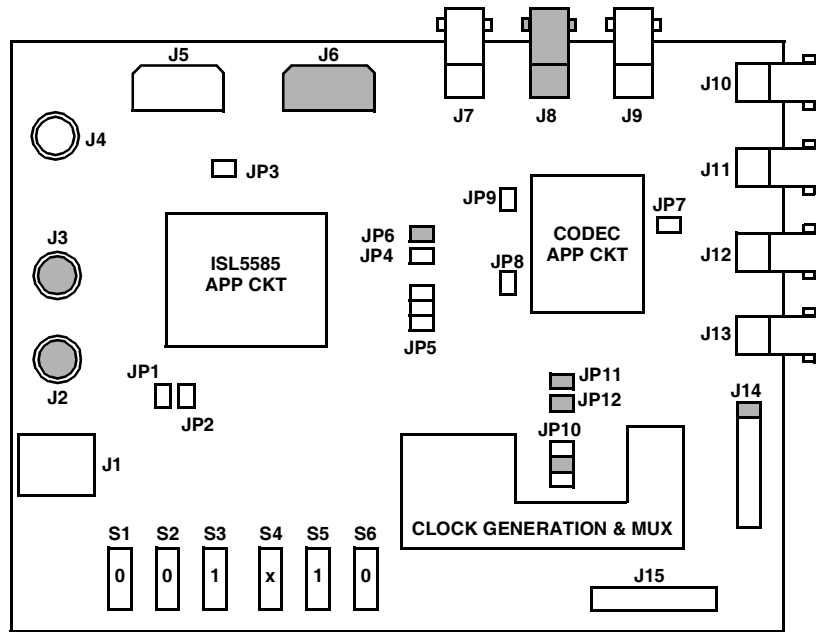 J5
J6
J7
J8
J9
J10
J4
JP3
J11
JP9
JP7
J3
JP6
JP4
ISL5585
APP CKT
CODEC
APP CKT
J12
JP8
JP5
J13
J2
JP1
JP2
JP11
JP12
J14
JP10
J1
CLOCK GENERATION & MUX
S1 S2 S3 S4 S5 S6
0 0 1 x 1 0
J15